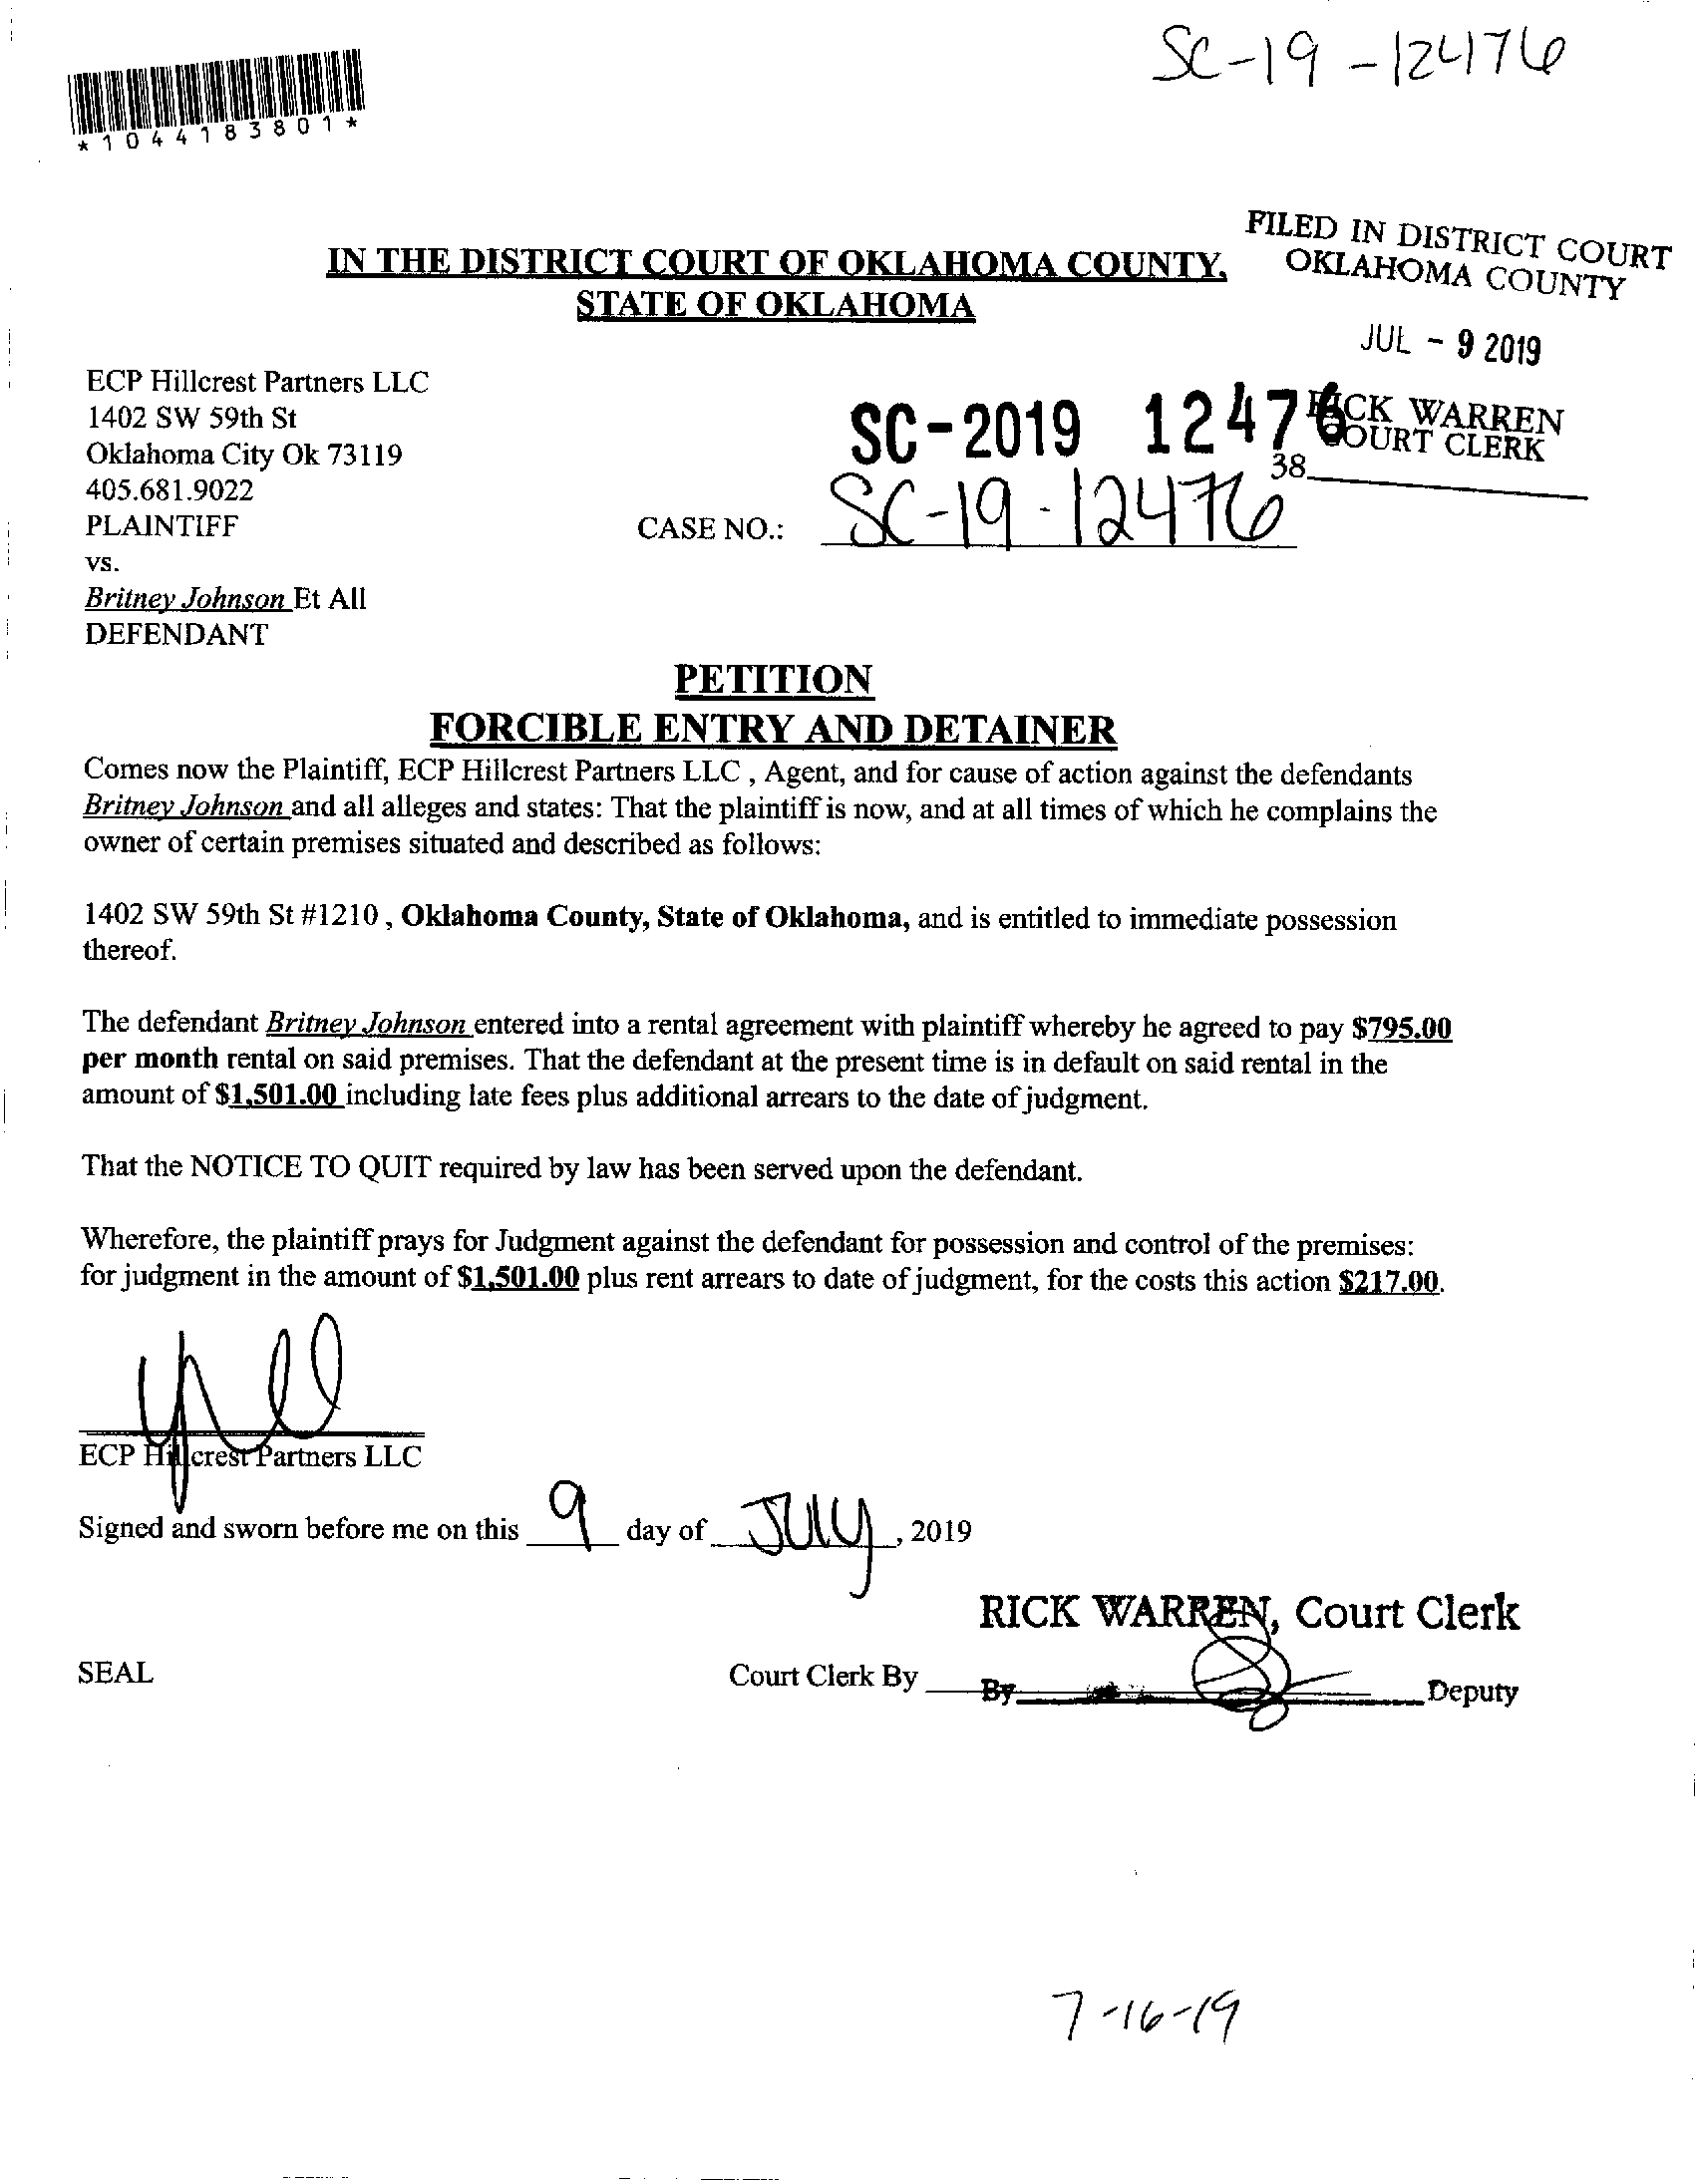 SC-19-12476
*1044183801*
FILED IN DISTRICT COURT
OKLAHOMA COUNTY
JUL - 9 2019
RICK WARREN
COURT CLERK
38
IN THE DISTRICT COURT OF OKLAHOMA COUNTY,
STATE OF OKLAHOMA
ECP Hillcrest Partners LLC
1402 SW 59th St
Oklahoma City Ok 73119
405.681.9022
PLAINTIFF
vs.
Britney Johnson Et All
DEFENDANT
SC-2019 12476
CASE NO.: SC-19-12476
PETITION
FORCIBLE ENTRY AND DETAINER
Comes now the Plaintiff, ECP Hillcrest Partners LLC , Agent, and for cause of action against the defendants
Britney Johnson and all alleges and states: That the plaintiff is now, and at all times of which he complains the
owner of certain premises situated and described as follows:
1402 SW 59th St #1210 , Oklahoma County, State of Oklahoma, and is entitled to immediate possession
thereof.
The defendant Britney Johnson entered into a rental agreement with plaintiff whereby he agreed to pay $795.00
per month rental on said premises. That the defendant at the present time is in default on said rental in the
amount of $1,501.00 including late fees plus additional arrears to the date of judgment.
That the NOTICE TO QUIT required by law has been served upon the defendant.
Wherefore, the plaintiff prays for Judgment against the defendant for possession and control of the premises:
for judgment in the amount of $1,501.00 plus rent arrears to date of judgment, for the costs this action $217.00.
ECP Hillcrest Partners LLC
Signed and sworn before me on this 9 day of July, 2019
RICK WARREN, Court Clerk
SEAL
Court Clerk By By Deputy
7-16-19